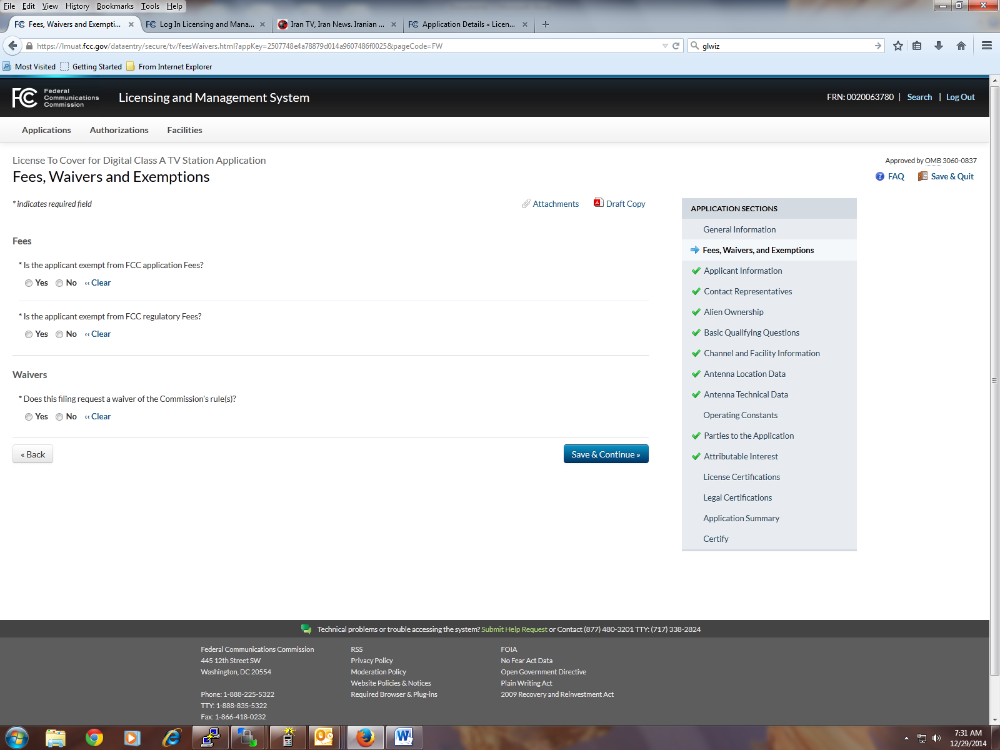 File Edit View History Bookmarks Tools Help
FCC Fees, Waivers and Exempti... × FCC Log In Licensing and Mana... × Iran TV, Iran News. Iranian ... × FCC Application Details « Licen... × +
https://lmuat.fcc.gov/dataentry/secure/tv/feesWaivers.html?appKey=2507748e4a78879d014a9607486f0025&pageCode=FW
glwiz
Most Visited Getting Started From Internet Explorer
FCC Federal Communications Commission
Licensing and Management System
FRN: 0020063780 | Search | Log Out
Applications Authorizations Facilities
License To Cover for Digital Class A TV Station Application
Fees, Waivers and Exemptions
Approved by OMB 3060-0837
? FAQ Save & Quit
* indicates required field
Attachments Draft Copy
Fees
* Is the applicant exempt from FCC application Fees?
Yes No ‹‹ Clear
* Is the applicant exempt from FCC regulatory Fees?
Yes No ‹‹ Clear
Waivers
* Does this filing request a waiver of the Commission's rule(s)?
Yes No ‹‹ Clear
« Back
Save & Continue »
APPLICATION SECTIONS
General Information
Fees, Waivers, and Exemptions
Applicant Information
Contact Representatives
Alien Ownership
Basic Qualifying Questions
Channel and Facility Information
Antenna Location Data
Antenna Technical Data
Operating Constants
Parties to the Application
Attributable Interest
License Certifications
Legal Certifications
Application Summary
Certify
Technical problems or trouble accessing the system? Submit Help Request or Contact (877) 480-3201 TTY: (717) 338-2824
Federal Communications Commission
445 12th Street SW
Washington, DC 20554
Phone: 1-888-225-5322
TTY: 1-888-835-5322
Fax: 1-866-418-0232
RSS
Privacy Policy
Moderation Policy
Website Policies & Notices
Required Browser & Plug-ins
FOIA
No Fear Act Data
Open Government Directive
Plain Writing Act
2009 Recovery and Reinvestment Act
7:31 AM
12/29/2014